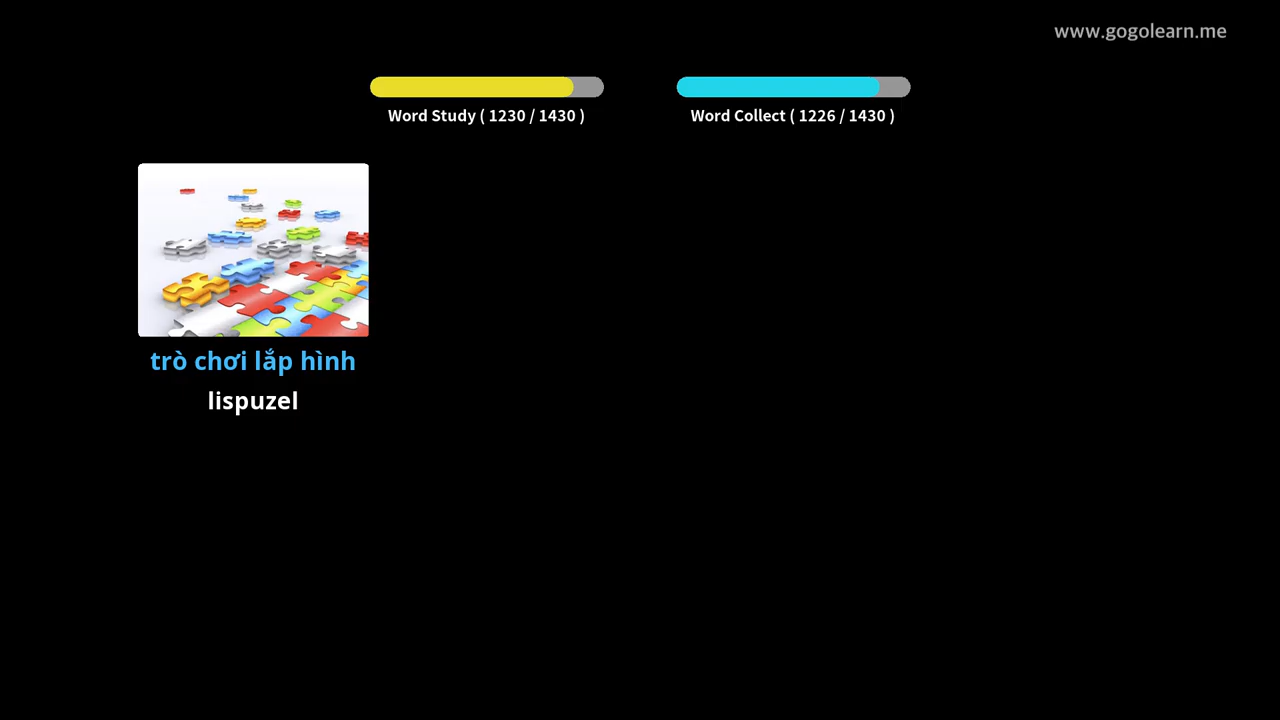 www.gogolearn.me
Word Study ( 1230 / 1430 )
Word Collect ( 1226 / 1430 )
trò chơi lắp hình
lispuzel